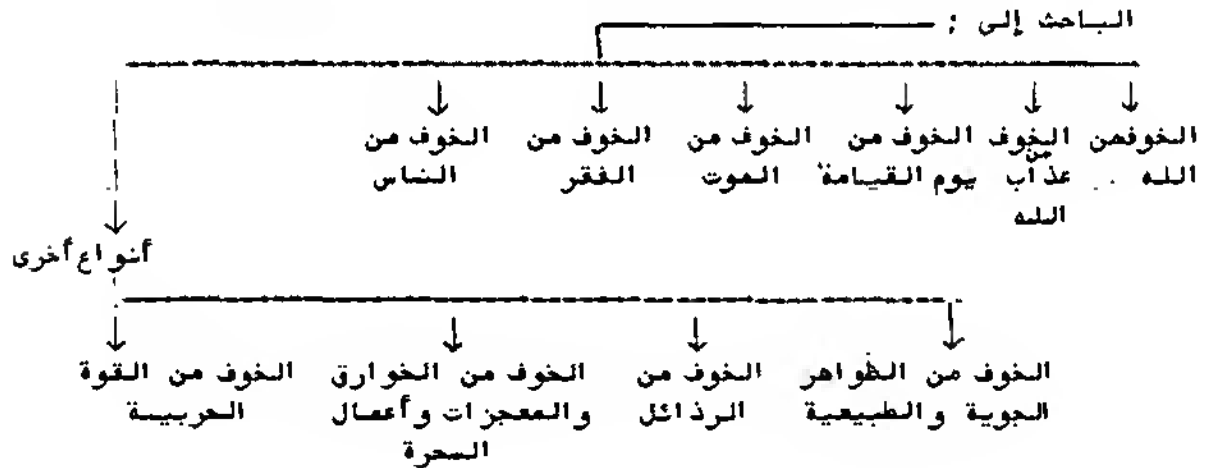 الباحث إلى :
الخوفمن الخوف الخوف من الخوف من الخوف من الخوف من
الله من عذاب يوم القيامة الموت الفقر الناس
الله
أنواع أخرى
الخوف من الظواهر الخوف من الخوف من الخوارق الخوف من القوة
الجوية والطبيعية الرذائل والمعجزات وأعمال الحربية
السحرة